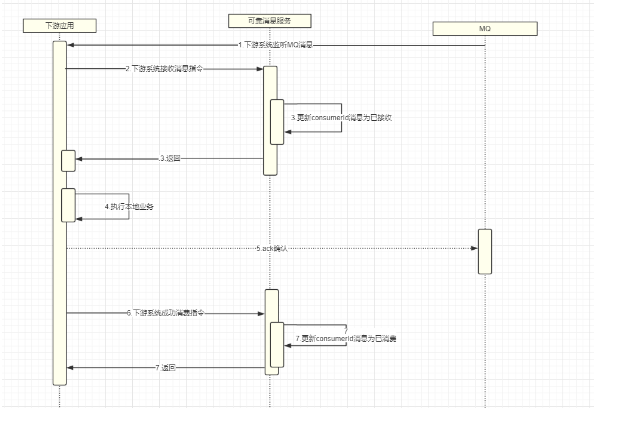 下游应用
可靠消息服务
MQ
1.下游系统监听MQ消息
2.下游系统接收消息指令
3.更新consumerId消息为已接收
3.返回
4.执行本地业务
5.ack确认
6.下游系统成功消费指令
7.更新consumerId消息为已消费
7.返回